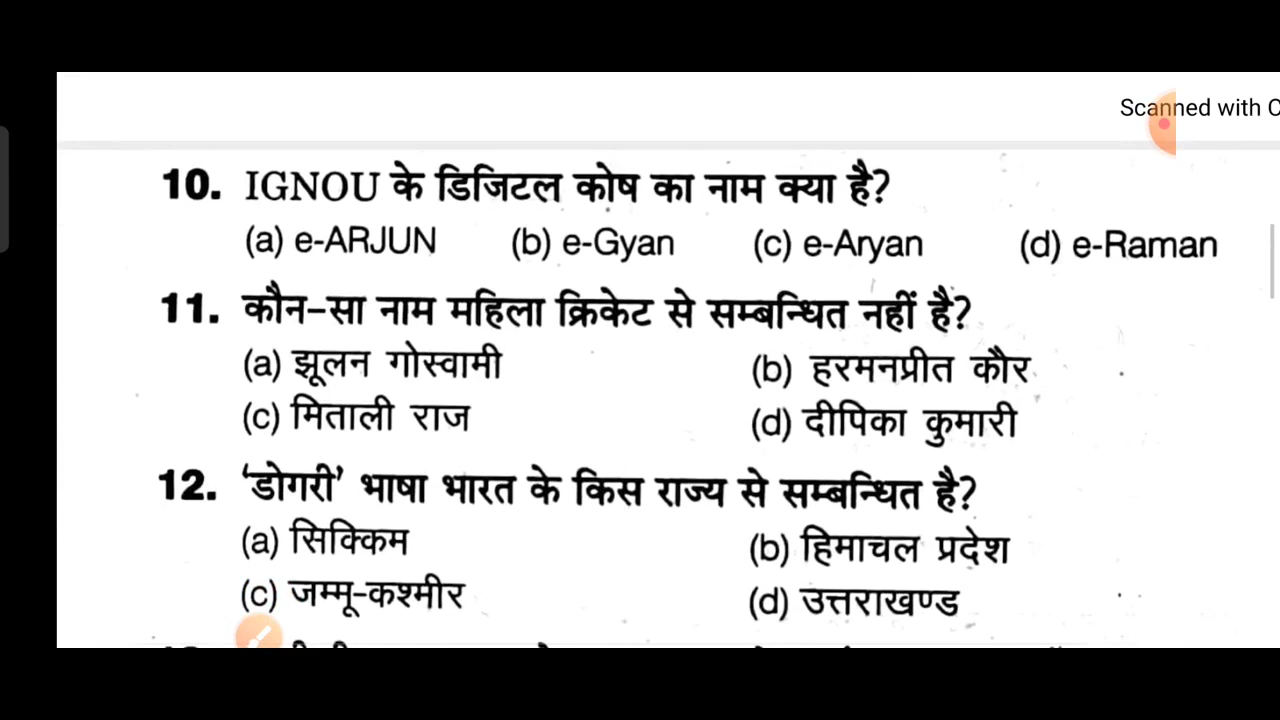 Scanned with C
10. IGNOU के डिजिटल कोष का नाम क्या है?
(a) e-ARJUN (b) e-Gyan (c) e-Aryan (d) e-Raman
11. कौन-सा नाम महिला क्रिकेट से सम्बन्धित नहीं है?
(a) झूलन गोस्वामी (b) हरमनप्रीत कौर
(c) मिताली राज (d) दीपिका कुमारी
12. 'डोगरी' भाषा भारत के किस राज्य से सम्बन्धित है?
(a) सिक्किम (b) हिमाचल प्रदेश
(c) जम्मू-कश्मीर (d) उत्तराखण्ड